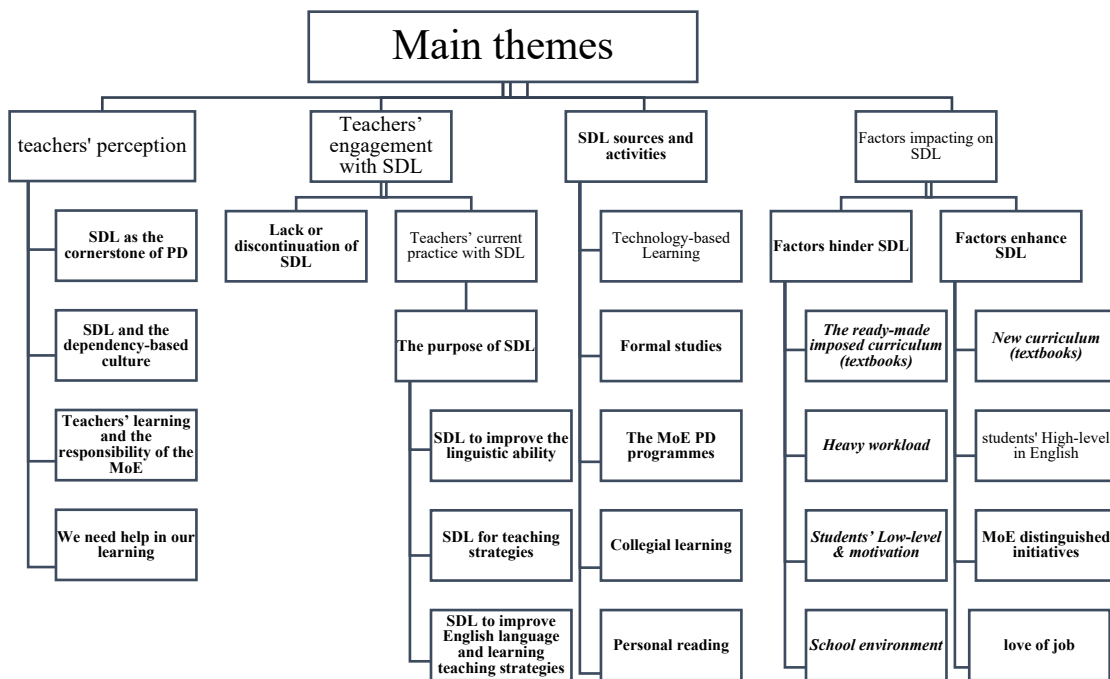 Main themes
teachers' perception
SDL as the
cornerstone of PD
SDL and the
dependency-based
culture
Teachers’ learning
and the
responsibility of the
MoE
We need help in our
learning
Teachers’
engagement
with SDL
Lack or
discontinuation of
SDL
Teachers’ current
practice with SDL
The purpose of SDL
SDL to improve the
linguistic ability
SDL for teaching
strategies
SDL to improve
English language
and learning
teaching strategies
SDL sources and
activities
Technology-based
Learning
Formal studies
The MoE PD
programmes
Collegial learning
Personal reading
Factors impacting on
SDL
Factors hinder SDL
The ready-made
imposed curriculum
(textbooks)
Heavy workload
Students’ Low-level
& motivation
School environment
Factors enhance
SDL
New curriculum
(textbooks)
students' High-level
in English
MoE distinguished
initiatives
love of job